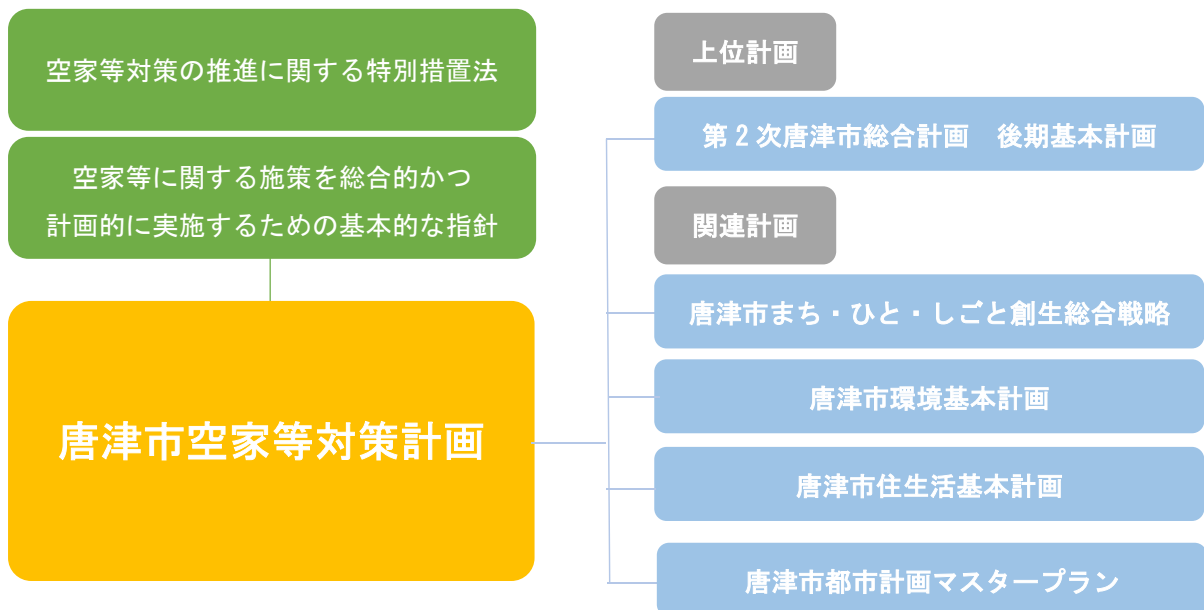 空家等対策の推進に関する特別措置法
空家等に関する施策を総合的かつ
計画的に実施するための基本的な指針
唐津市空家等対策計画
上位計画
第2次唐津市総合計画　後期基本計画
関連計画
唐津市まち・ひと・しごと創生総合戦略
唐津市環境基本計画
唐津市住生活基本計画
唐津市都市計画マスタープラン